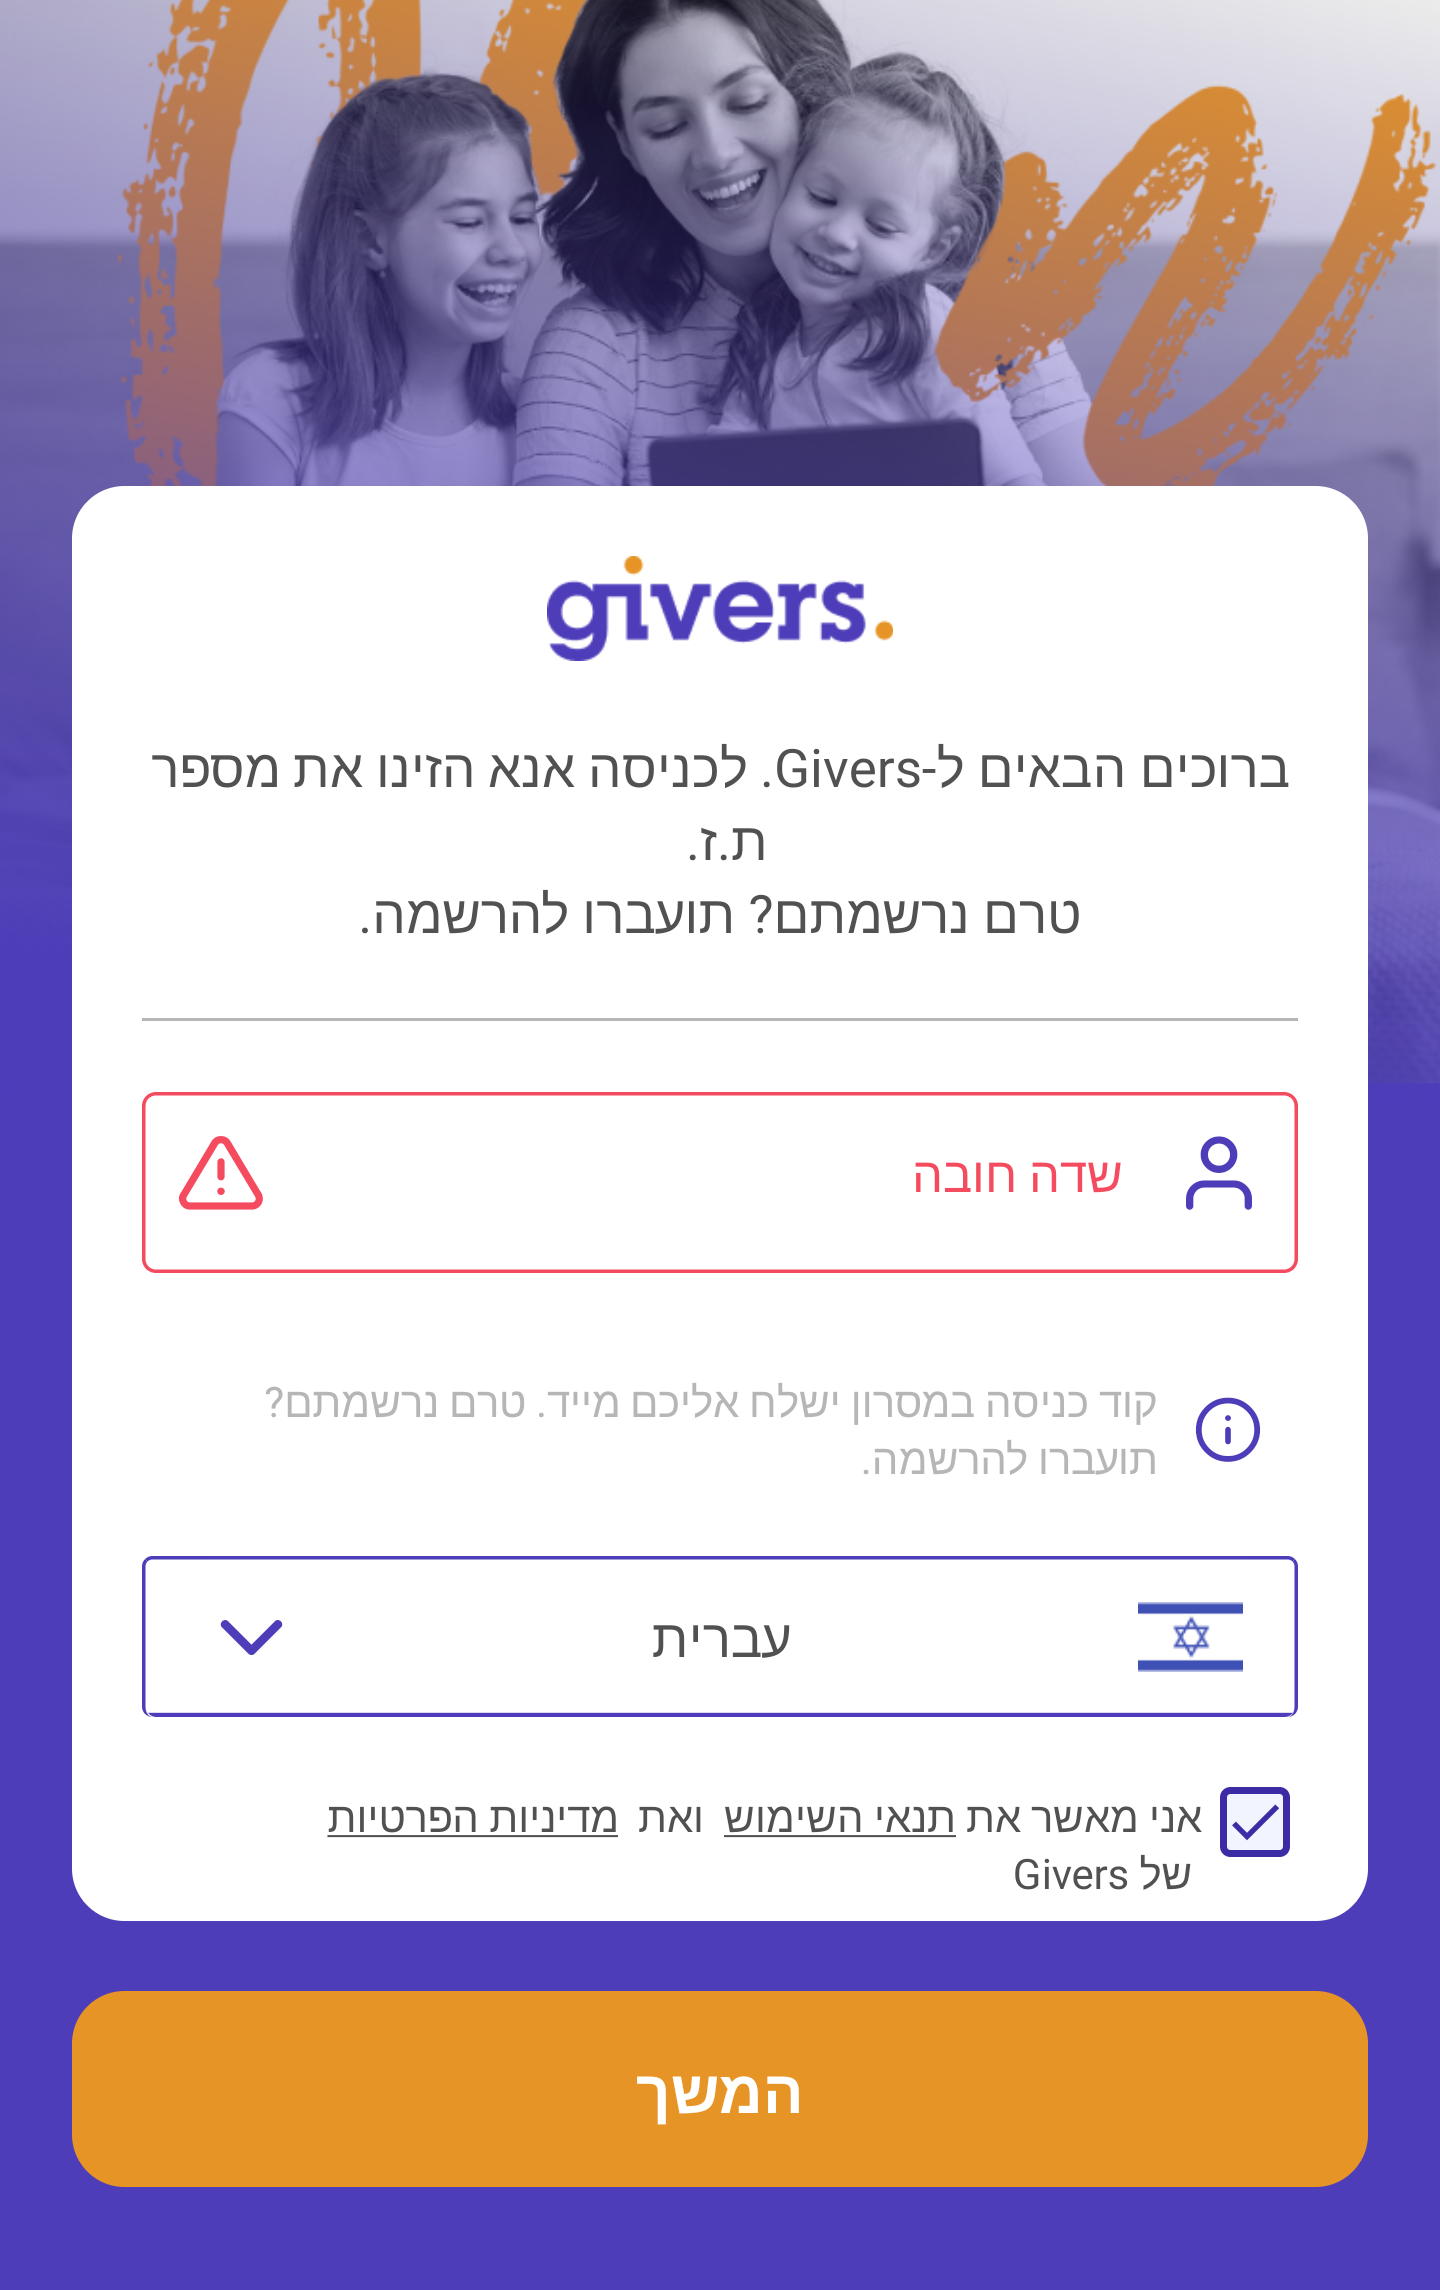 givers.
ברוכים הבאים ל-Givers. לכניסה אנא הזינו את מספר
ת.ז.
טרם נרשמתם? תועברו להרשמה.
שדה חובה
קוד כניסה במסרון ישלח אליכם מייד. טרם נרשמתם?
תועברו להרשמה.
עברית
אני מאשר את תנאי השימוש ואת מדיניות הפרטיות
של Givers
המשך